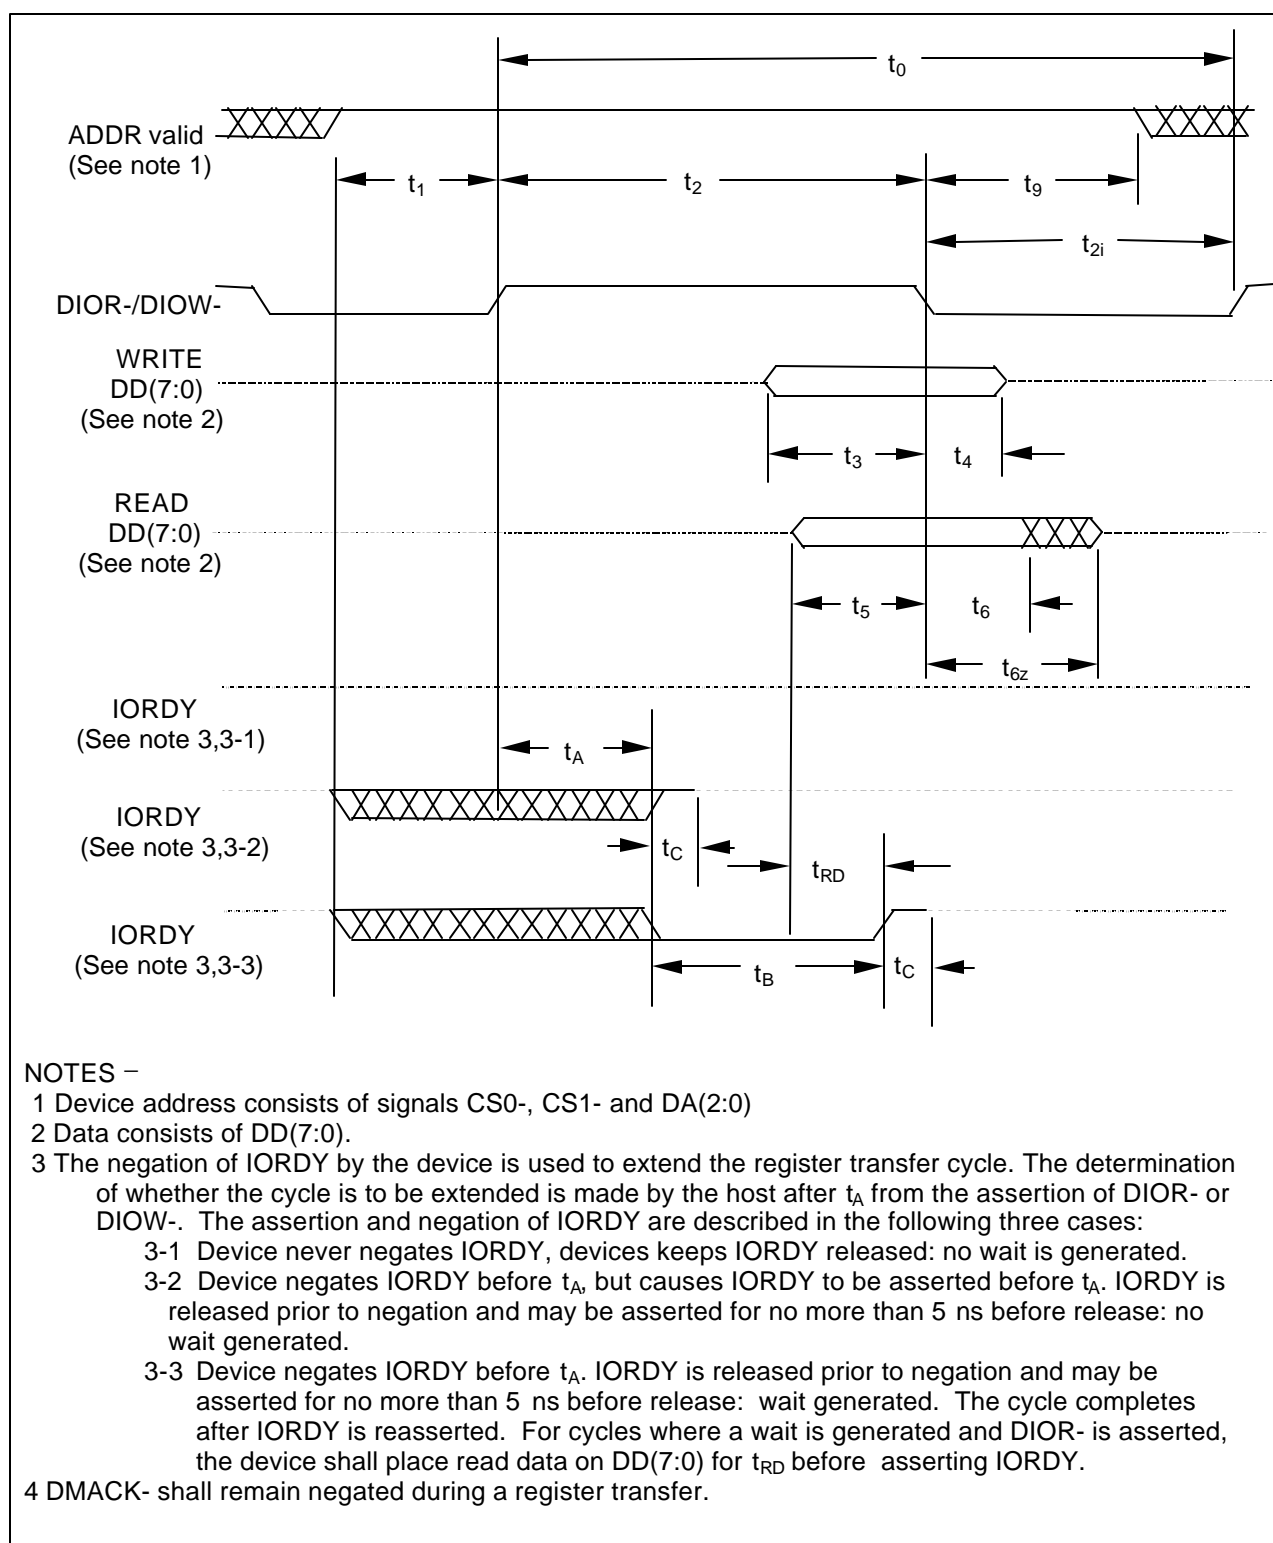 t0
ADDR valid
(See note 1)
t1 t2 t9
t2i
DIOR-/DIOW-
WRITE
DD(7:0)
(See note 2)
t3 t4
READ
DD(7:0)
(See note 2)
t5 t6
t6z
IORDY
(See note 3,3-1)
tA
IORDY
(See note 3,3-2)
tC tRD
IORDY
(See note 3,3-3)
tB tC
NOTES –
1 Device address consists of signals CS0-, CS1- and DA(2:0)
2 Data consists of DD(7:0).
3 The negation of IORDY by the device is used to extend the register transfer cycle. The determination
of whether the cycle is to be extended is made by the host after tA from the assertion of DIOR- or
DIOW-. The assertion and negation of IORDY are described in the following three cases:
3-1 Device never negates IORDY, devices keeps IORDY released: no wait is generated.
3-2 Device negates IORDY before tA, but causes IORDY to be asserted before tA. IORDY is
released prior to negation and may be asserted for no more than 5 ns before release: no
wait generated.
3-3 Device negates IORDY before tA. IORDY is released prior to negation and may be
asserted for no more than 5 ns before release: wait generated. The cycle completes
after IORDY is reasserted. For cycles where a wait is generated and DIOR- is asserted,
the device shall place read data on DD(7:0) for tRD before asserting IORDY.
4 DMACK- shall remain negated during a register transfer.